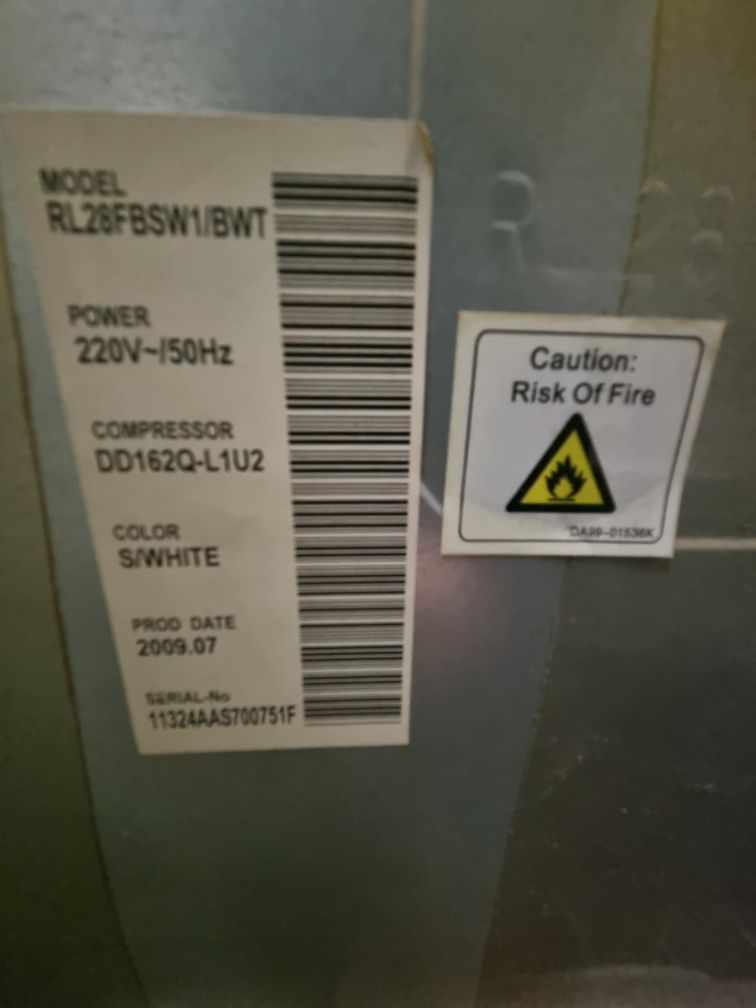 MODEL
RL28FBSW1/BWT
POWER
220V~/50Hz
COMPRESSOR
DD162Q-L1U2
COLOR
S/WHITE
PROD DATE
2009.07
SERIAL-No
11324AAS700751F
Caution:
Risk Of Fire
DA99-01536K